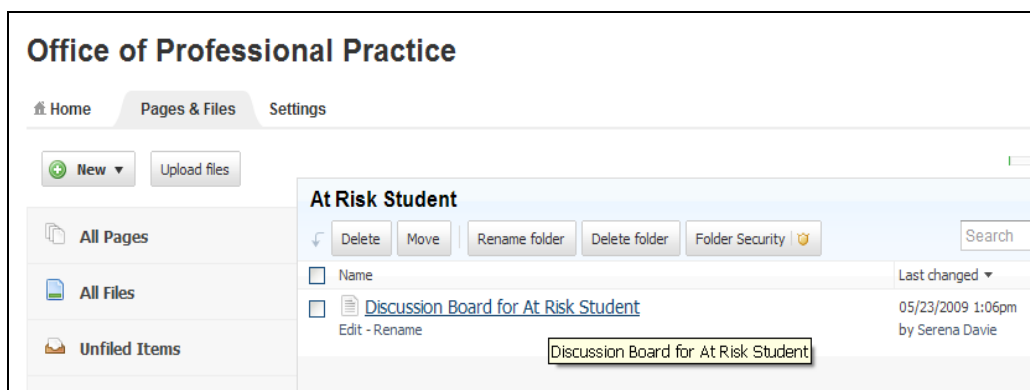 Office of Professional Practice
Home Pages & Files Settings
New Upload files
At Risk Student
Delete Move Rename folder Delete folder Folder Security Search
All Pages
Name Last changed
All Files
Discussion Board for At Risk Student 05/23/2009 1:06pm
Edit - Rename by Serena Davie
Unfiled Items
Discussion Board for At Risk Student